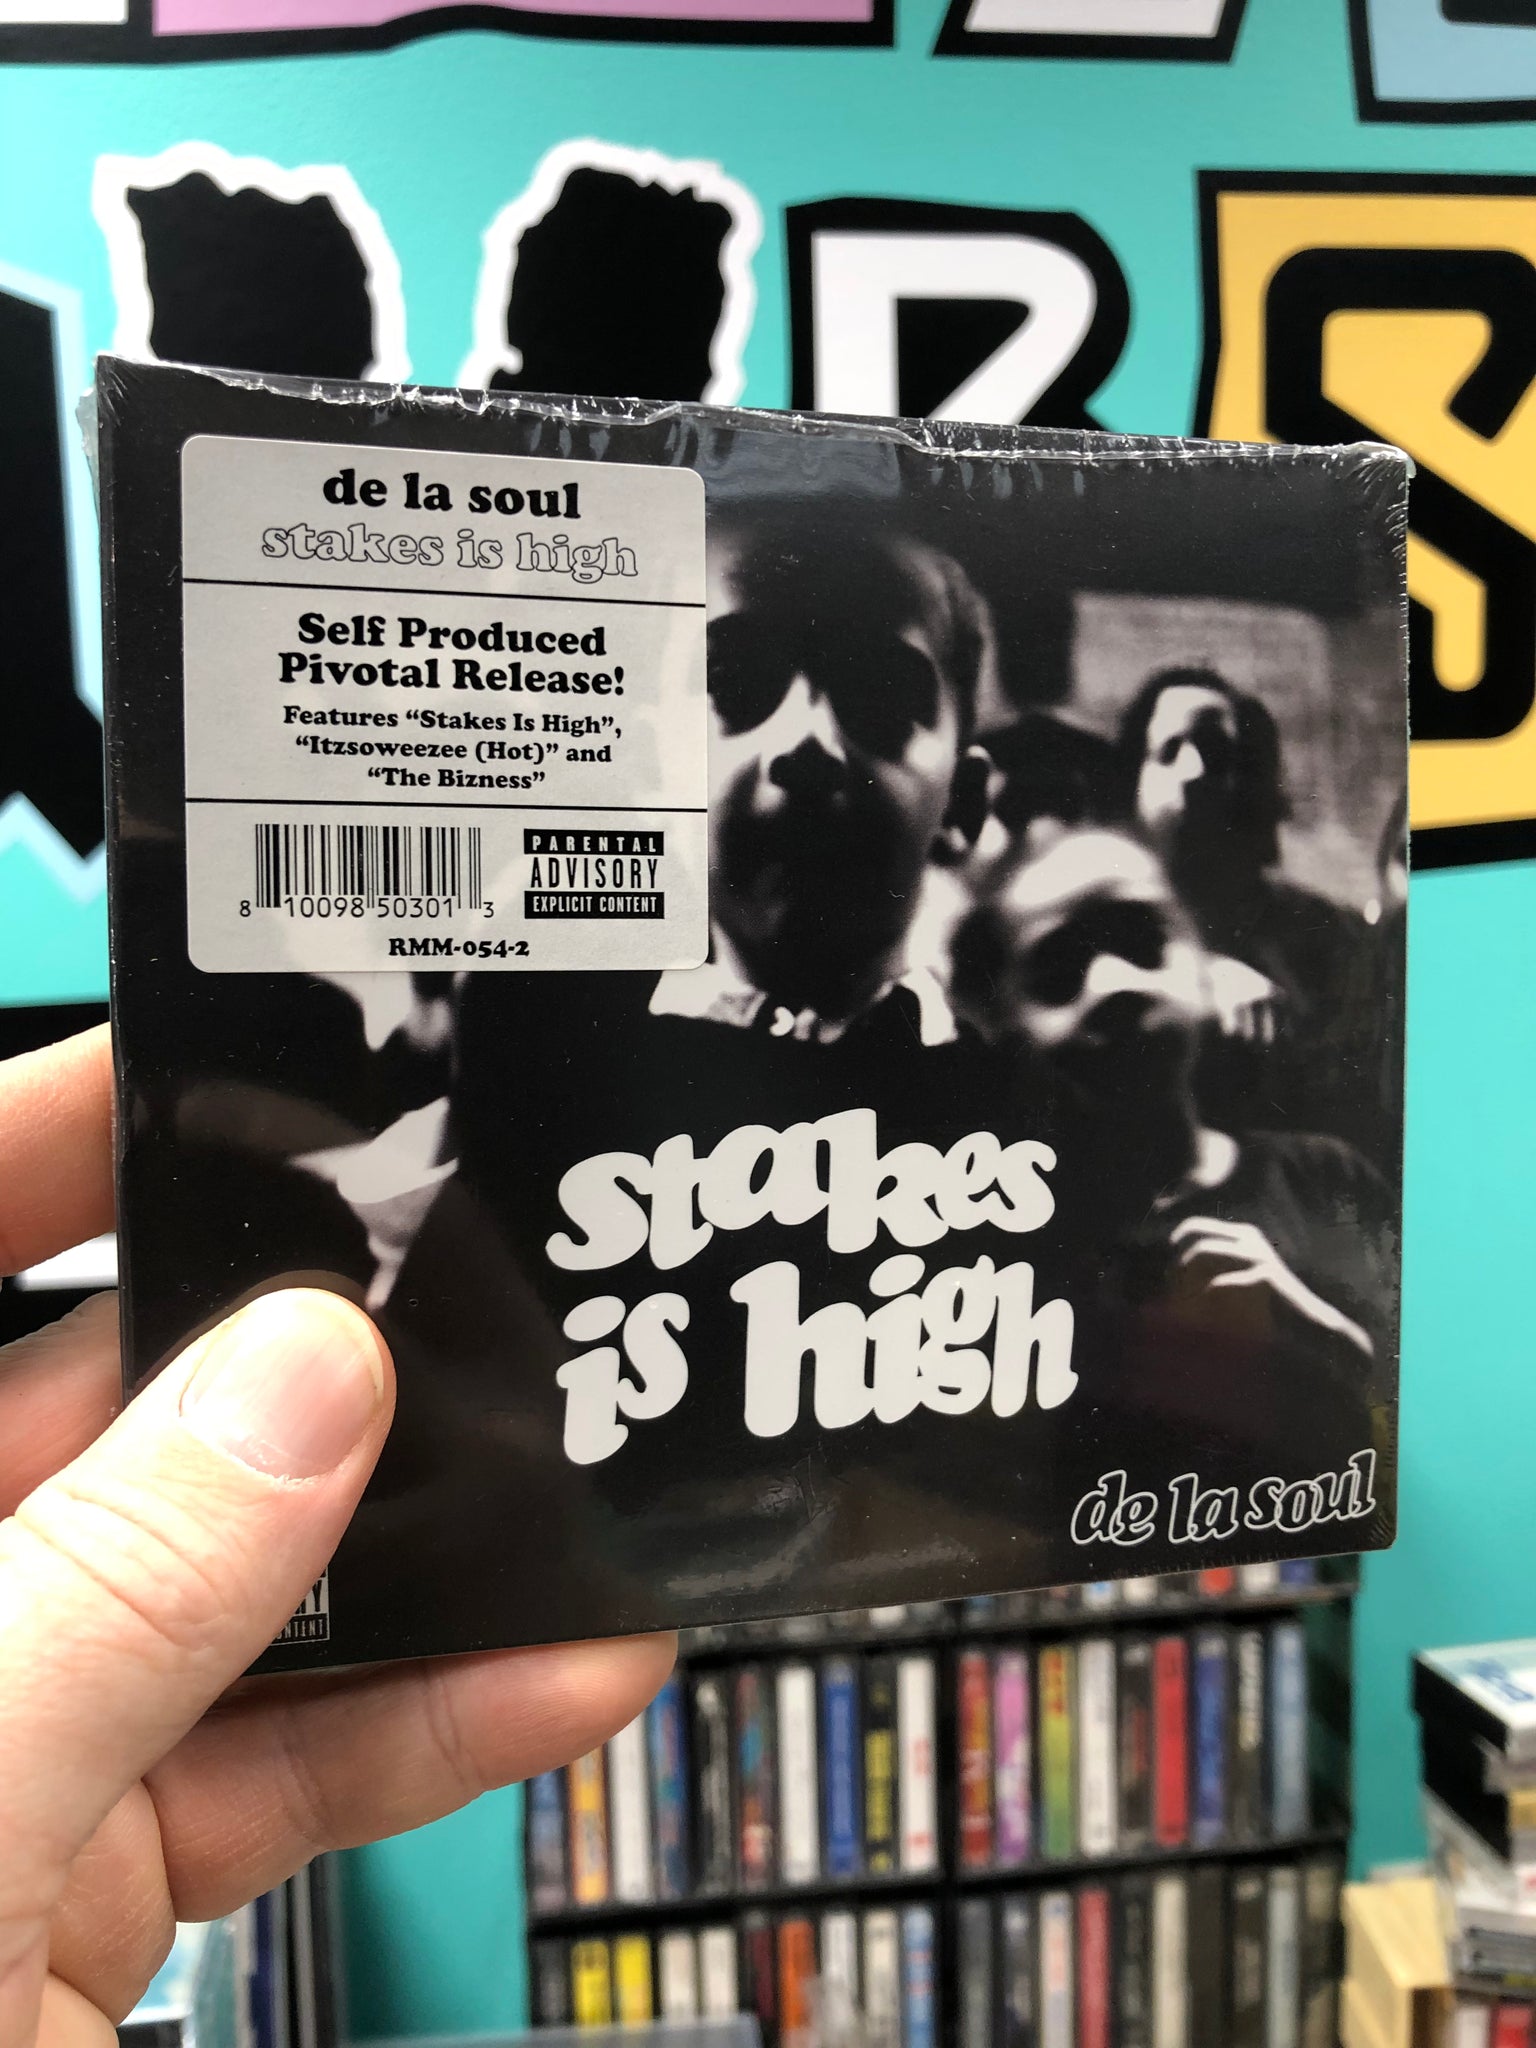 de la soul
stakes is high
Self Produced
Pivotal Release!
Features “Stakes Is High”,
“Itzsoweezee (Hot)” and
“The Bizness”
8 10098 50301 3
PARENTAL
ADVISORY
EXPLICIT CONTENT
RMM-054-2
stakes
is high
de la soul